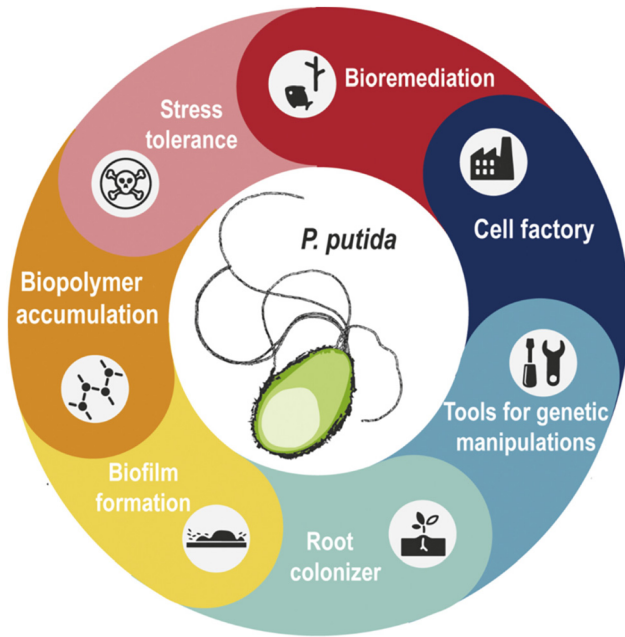 Bioremediation
Cell factory
Tools for genetic
manipulations
Root
colonizer
Biofilm
formation
Biopolymer
accumulation
Stress
tolerance
P. putida